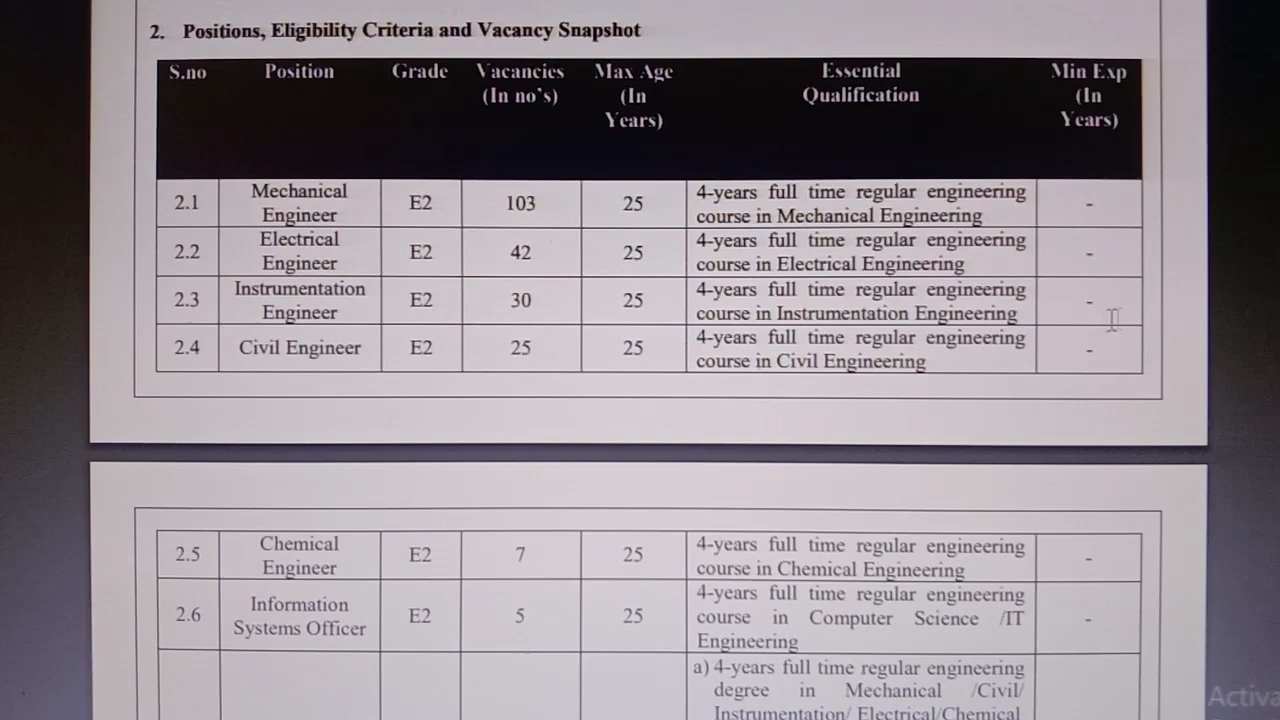 2. Positions, Eligibility Criteria and Vacancy Snapshot
S.no Position Grade Vacancies (In no's) Max Age (In Years) Essential Qualification Min Exp (In Years)
2.1 Mechanical Engineer E2 103 25 4-years full time regular engineering course in Mechanical Engineering -
2.2 Electrical Engineer E2 42 25 4-years full time regular engineering course in Electrical Engineering -
2.3 Instrumentation Engineer E2 30 25 4-years full time regular engineering course in Instrumentation Engineering -
2.4 Civil Engineer E2 25 25 4-years full time regular engineering course in Civil Engineering -
2.5 Chemical Engineer E2 7 25 4-years full time regular engineering course in Chemical Engineering -
2.6 Information Systems Officer E2 5 25 4-years full time regular engineering course in Computer Science /IT Engineering -
a) 4-years full time regular engineering
degree in Mechanical /Civil/
Instrumentation/ Electrical/Chemical
Activa